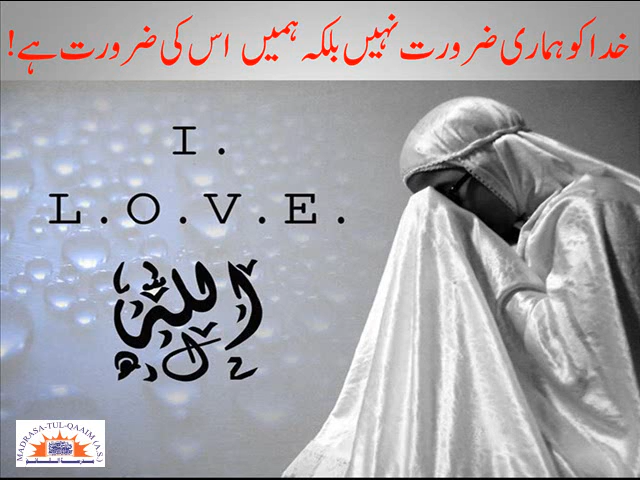 خدا کو ہماری ضرورت نہیں بلکہ ہمیں اس کی ضرورت ہے!
I.
L.O.V.E.
الله
MADRASA-TUL-QAAIM (A.S.)